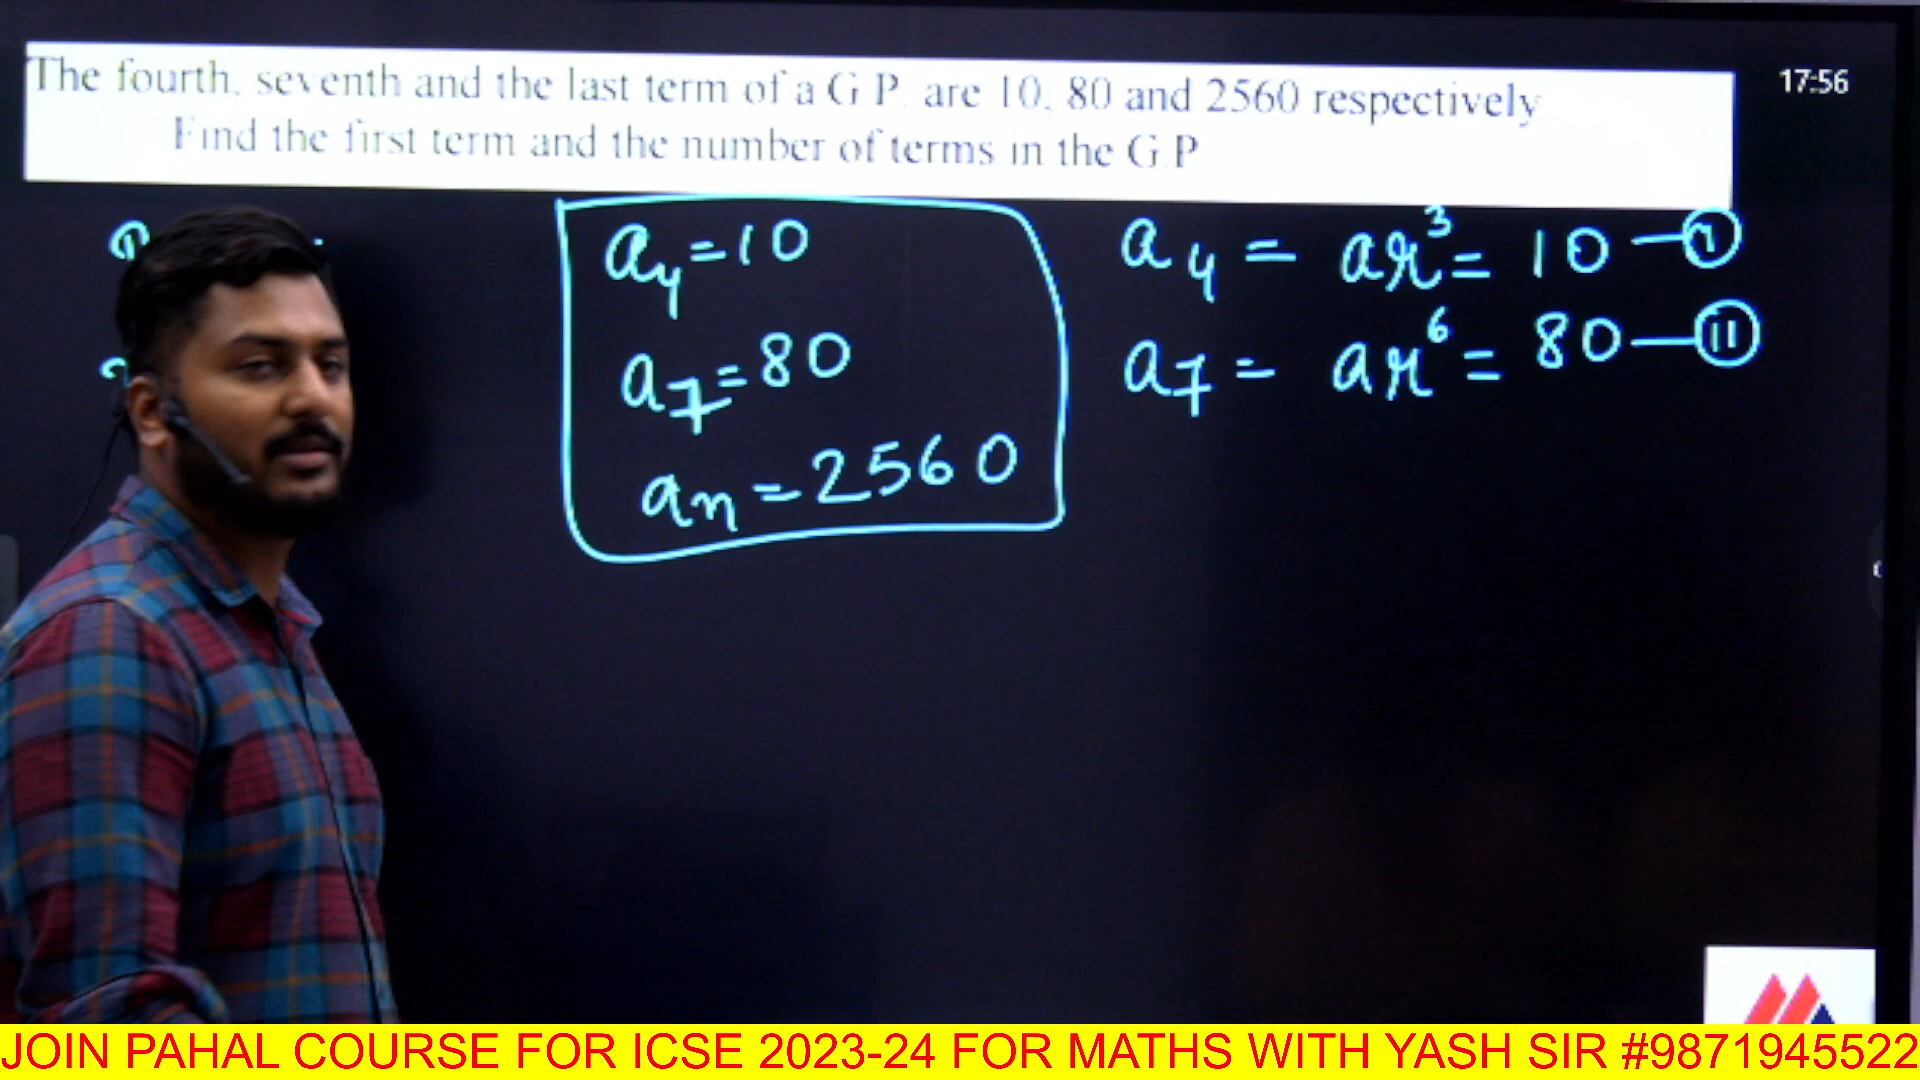 The fourth, seventh and the last term of a G P. are 10, 80 and 2560 respectively
Find the first term and the number of terms in the G.P
17:56
a₄ = 10
a₇ = 80
aₙ = 2560
a₄ = ar³ = 10 — (I)
a₇ = ar⁶ = 80 — (II)
JOIN PAHAL COURSE FOR ICSE 2023-24 FOR MATHS WITH YASH SIR #9871945522